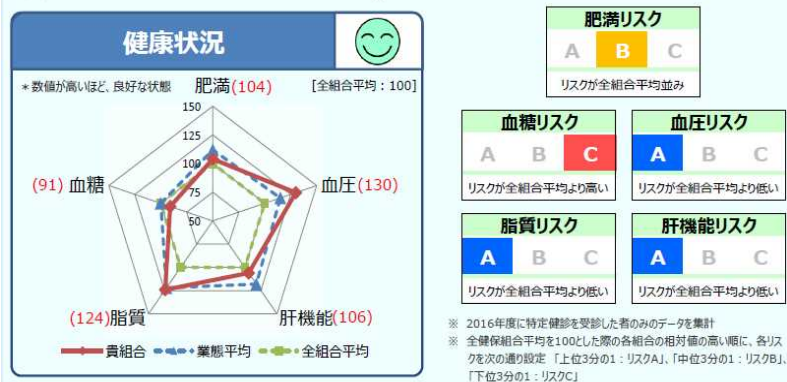 健康状況
*数値が高いほど、良好な状態
肥満(104)
[全組合平均:100]
150
125
100
75
50
(91) 血糖
血圧(130)
(124)脂質
肝機能(106)
貴組合 業態平均 全組合平均
肥満リスク
A B C
リスクが全組合平均並み
血糖リスク
A B C
リスクが全組合平均より高い
血圧リスク
A B C
リスクが全組合平均より低い
脂質リスク
A B C
リスクが全組合平均より低い
肝機能リスク
A B C
リスクが全組合平均より低い
※ 2016年度に特定健診を受診した者のみのデータを集計
※ 全健保組合平均を100とした際の各組合の相対値の高い順に、各リス
クを次の通り設定 「上位3分の1:リスクA」、「中位3分の1:リスクB」、
「下位3分の1:リスクC」